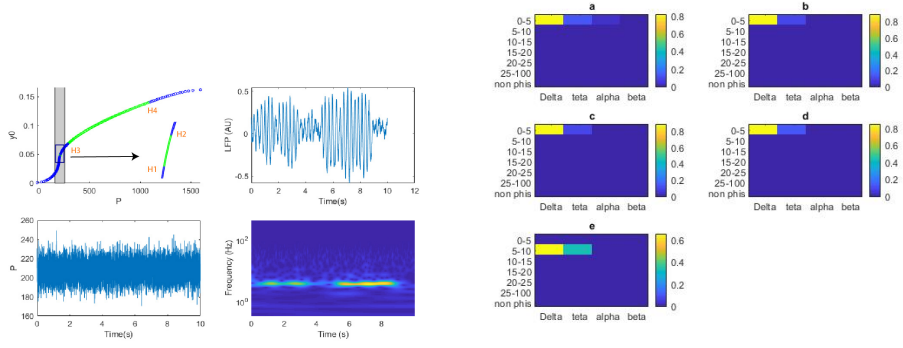 0.15
0.1
0.05
0
y0
H4
H3
H2
H1
0 500 1000 1500
P
0.5
0
-0.5
LFP (AU)
0 2 4 6 8 10 12
Time(s)
260
240
220
200
180
160
P
0 2 4 6 8 10
Time(s)
10²
10⁰
Frequency (Hz)
0 2 4 6 8
Time (s)
a
0-5
5-10
10-15
15-20
20-25
25-100
non phis
Delta teta alpha beta
0.8
0.6
0.4
0.2
0
b
0-5
5-10
10-15
15-20
20-25
25-100
non phis
Delta teta alpha beta
0.8
0.6
0.4
0.2
0
c
0-5
5-10
10-15
15-20
20-25
25-100
non phis
Delta teta alpha beta
0.8
0.6
0.4
0.2
0
d
0-5
5-10
10-15
15-20
20-25
25-100
non phis
Delta teta alpha beta
0.8
0.6
0.4
0.2
0
e
0-5
5-10
10-15
15-20
20-25
25-100
non phis
Delta teta alpha beta
0.6
0.4
0.2
0